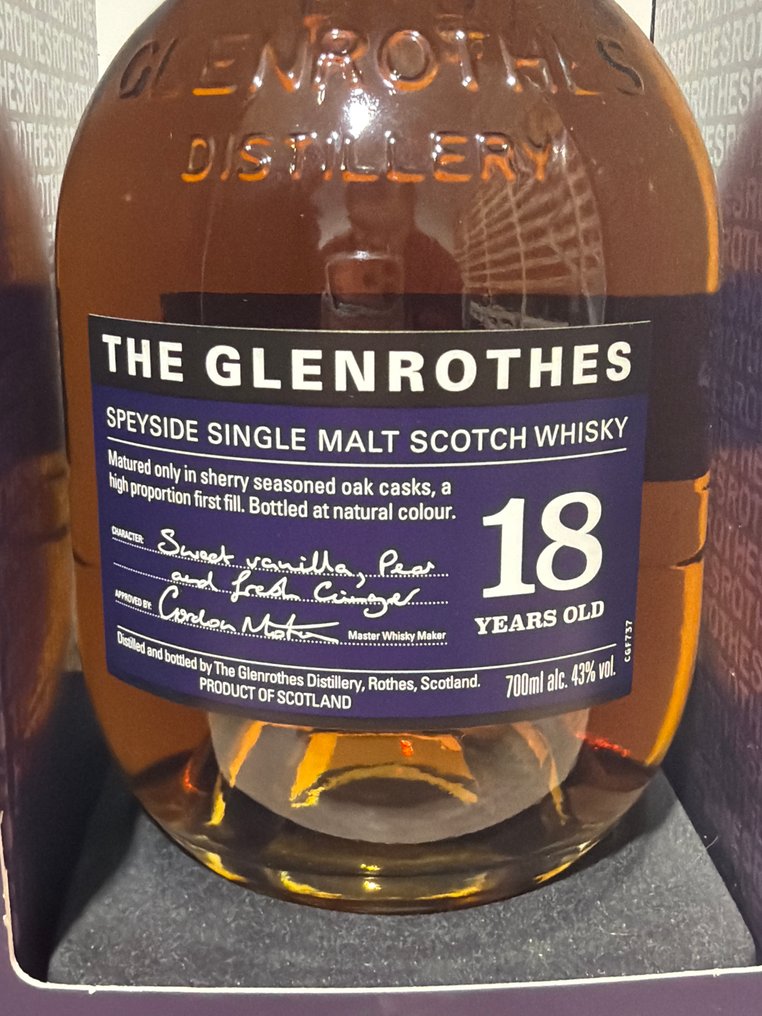 GLENROTHES
DISTILLERY
THE GLENROTHES
SPEYSIDE SINGLE MALT SCOTCH WHISKY
Matured only in sherry seasoned oak casks, a
high proportion first fill. Bottled at natural colour.
CHARACTER: Sweet vanilla, Pear
and fresh Ginger
APPROVED BY: Gordon Motion Master Whisky Maker
18
YEARS OLD
Distilled and bottled by The Glenrothes Distillery, Rothes, Scotland.
PRODUCT OF SCOTLAND
700ml alc. 43% vol.
CGF737